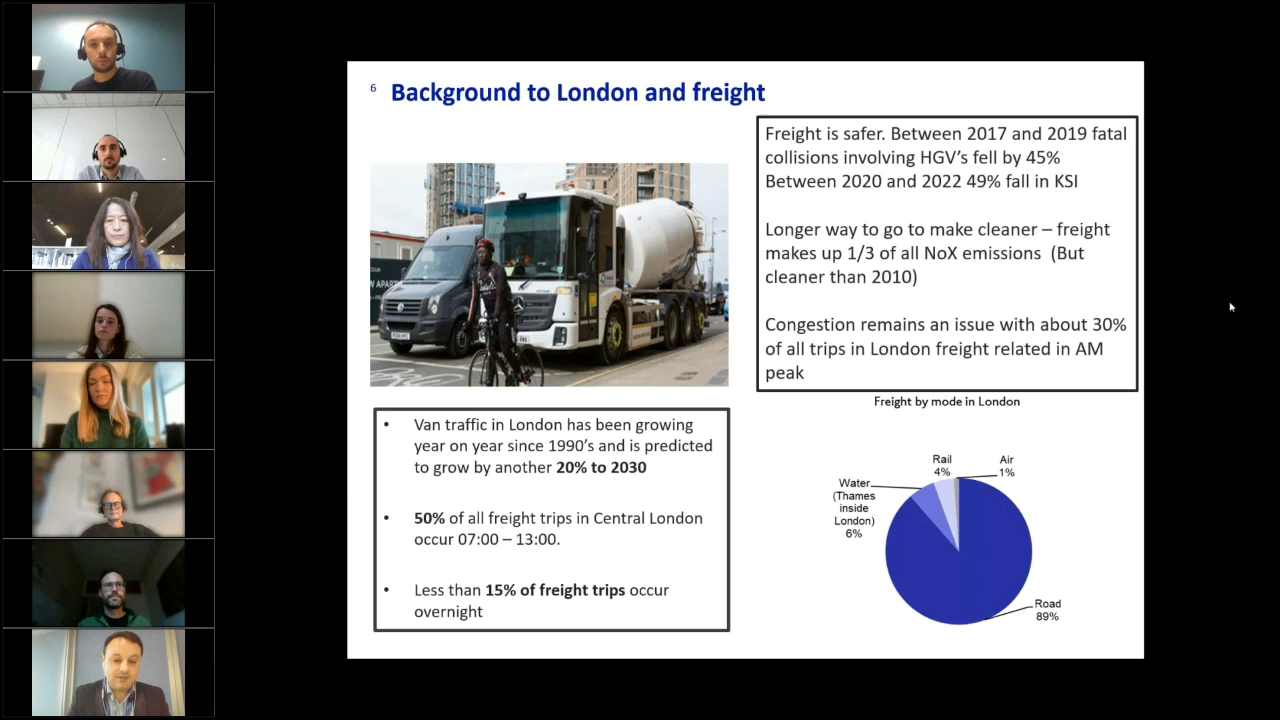 6 Background to London and freight
Freight is safer. Between 2017 and 2019 fatal
collisions involving HGV's fell by 45%
Between 2020 and 2022 49% fall in KSI
Longer way to go to make cleaner – freight
makes up 1/3 of all NoX emissions (But
cleaner than 2010)
Congestion remains an issue with about 30%
of all trips in London freight related in AM
peak
• Van traffic in London has been growing
year on year since 1990's and is predicted
to grow by another 20% to 2030
• 50% of all freight trips in Central London
occur 07:00 – 13:00.
• Less than 15% of freight trips occur
overnight
Freight by mode in London
Rail
4%
Air
1%
Water
(Thames
inside
London)
6%
Road
89%